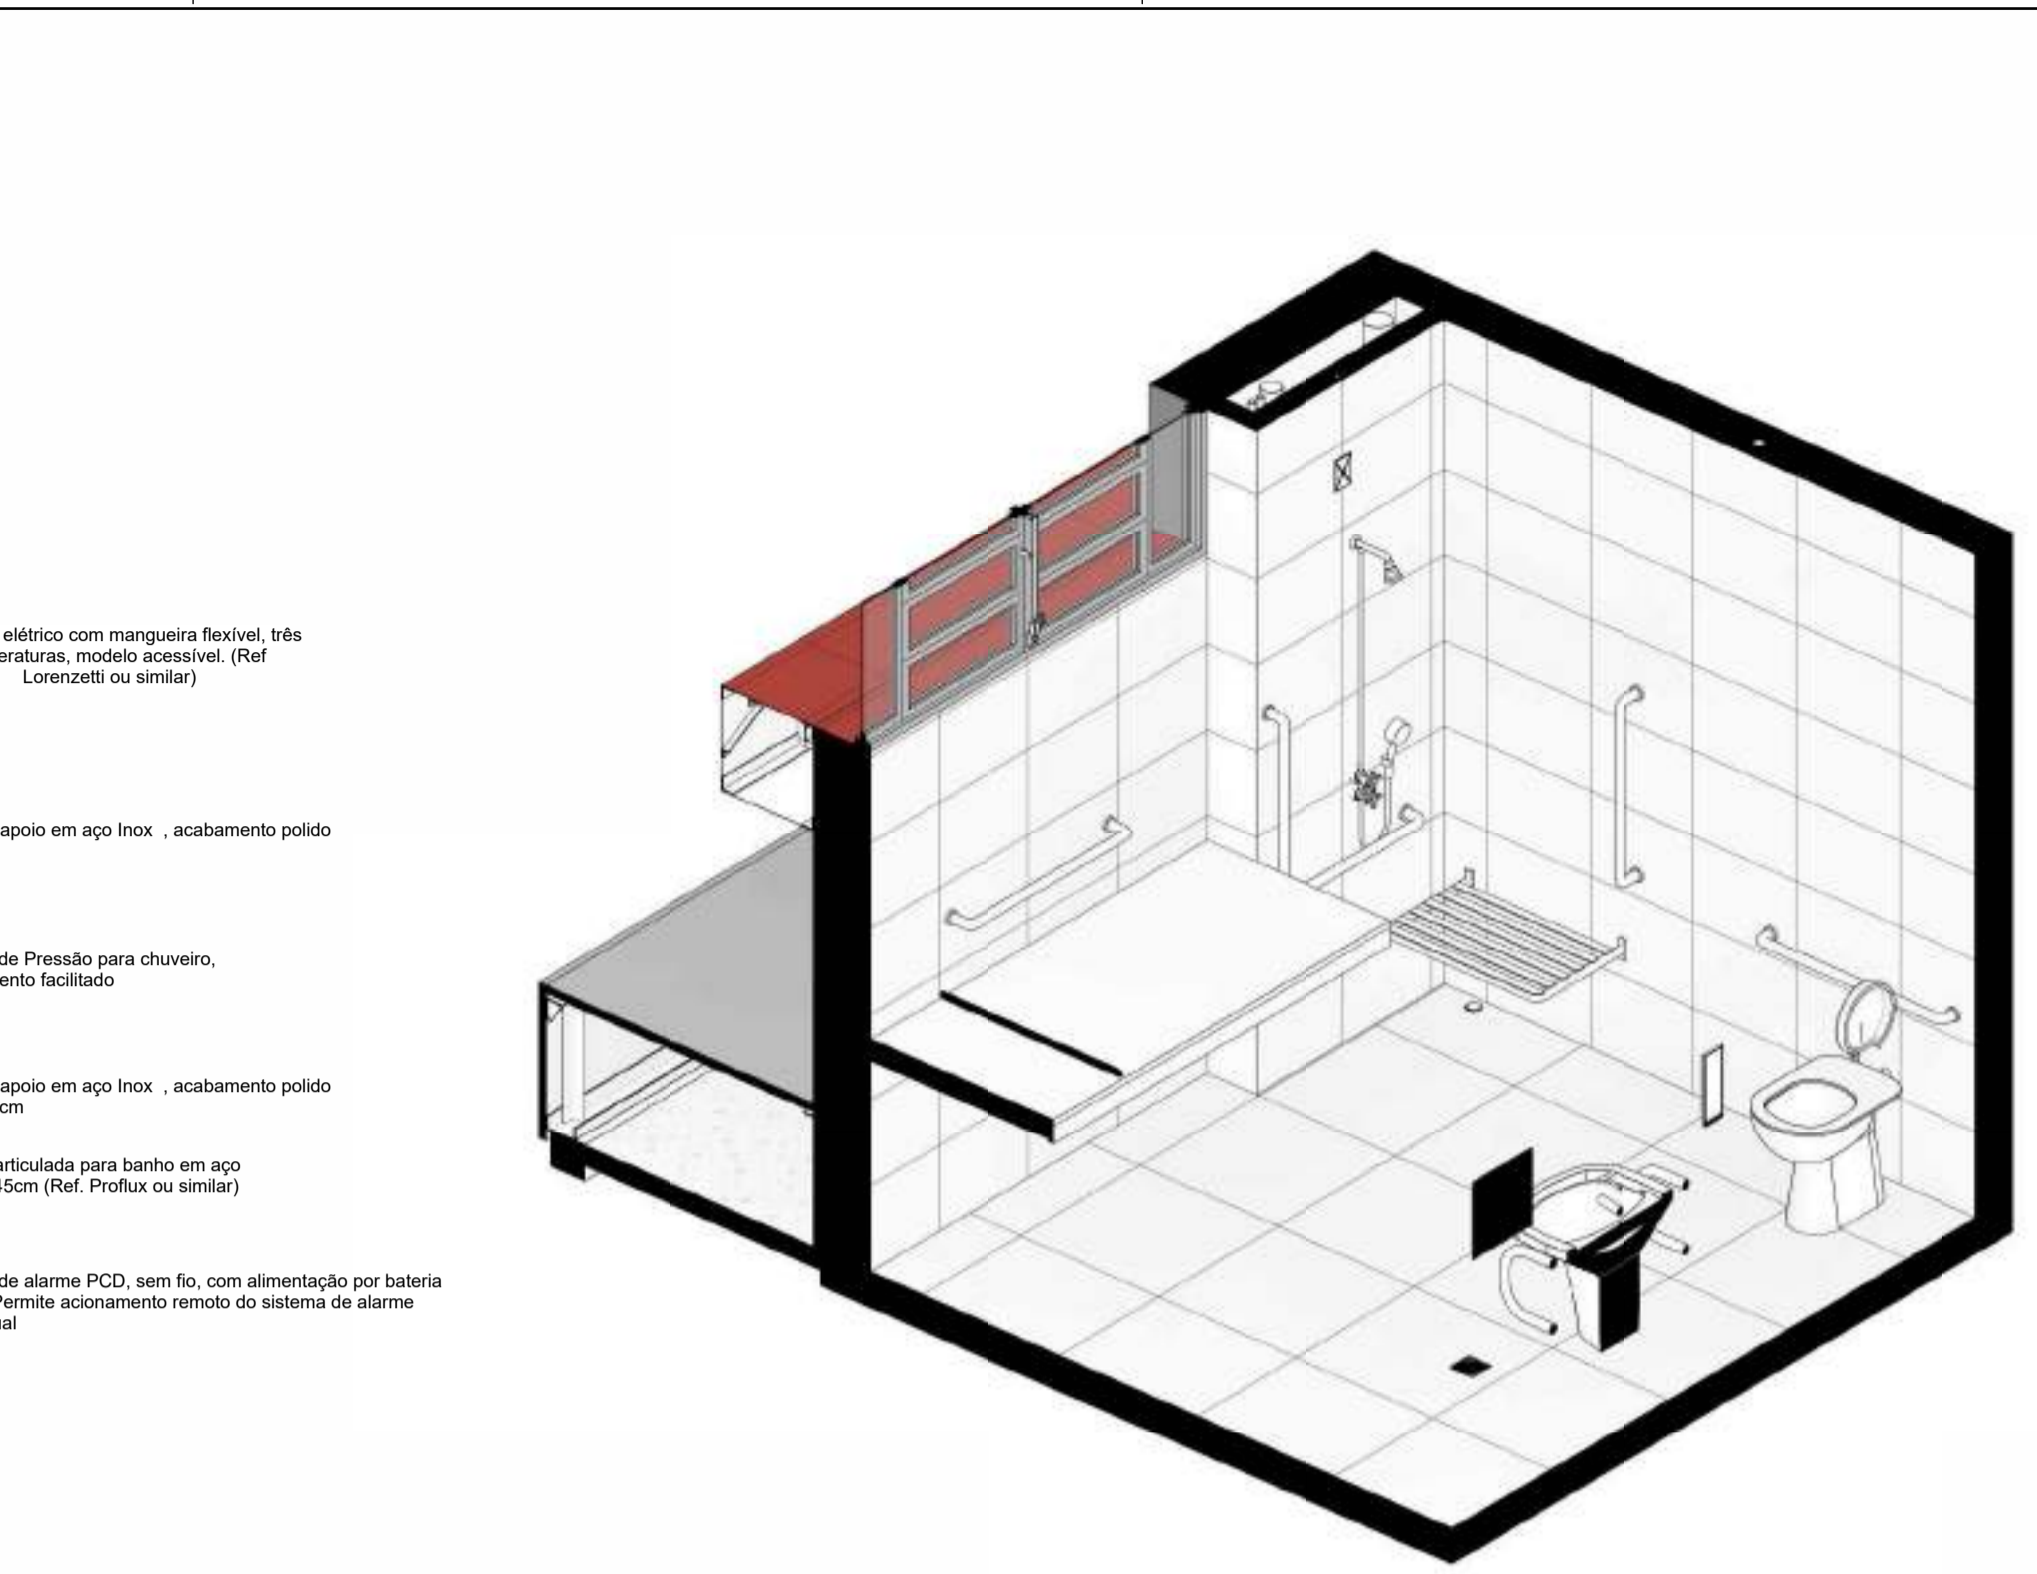 elétrico com mangueira flexível, três
eraturas, modelo acessível. (Ref
Lorenzetti ou similar)
apoio em aço Inox , acabamento polido
de Pressão para chuveiro,
ento facilitado
apoio em aço Inox , acabamento polido
cm
articulada para banho em aço
45cm (Ref. Proflux ou similar)
de alarme PCD, sem fio, com alimentação por bateria
Permite acionamento remoto do sistema de alarme
ual